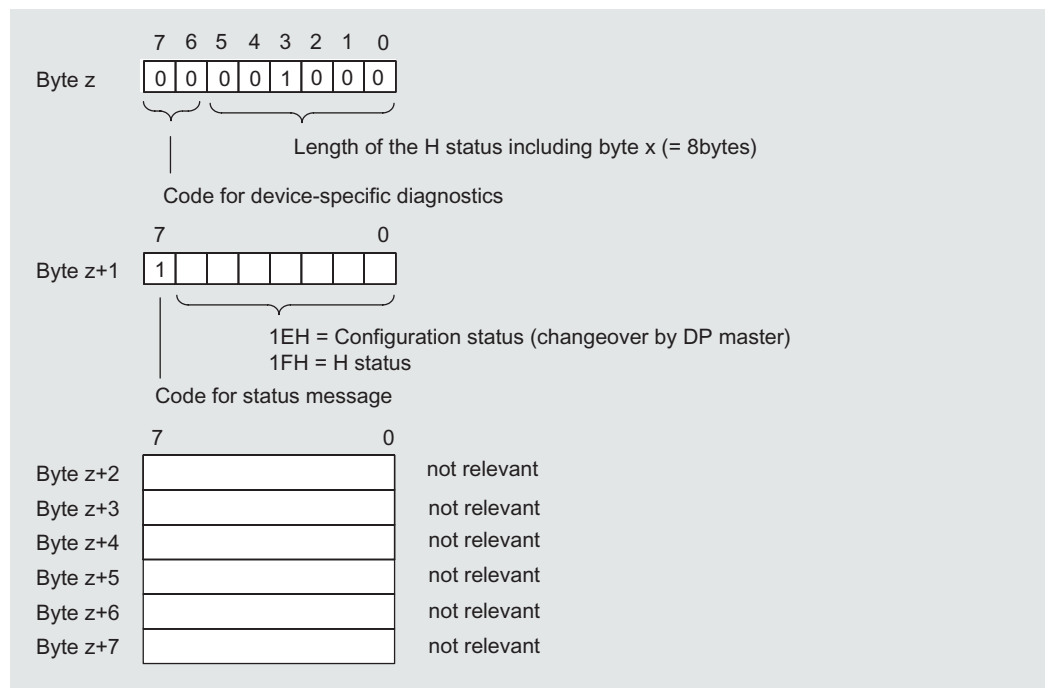 7 6 5 4 3 2 1 0
Byte z 0 0 0 0 1 0 0 0
Length of the H status including byte x (= 8bytes)
Code for device-specific diagnostics
7 0
Byte z+1 1
1EH = Configuration status (changeover by DP master)
1FH = H status
Code for status message
7 0
Byte z+2 not relevant
Byte z+3 not relevant
Byte z+4 not relevant
Byte z+5 not relevant
Byte z+6 not relevant
Byte z+7 not relevant